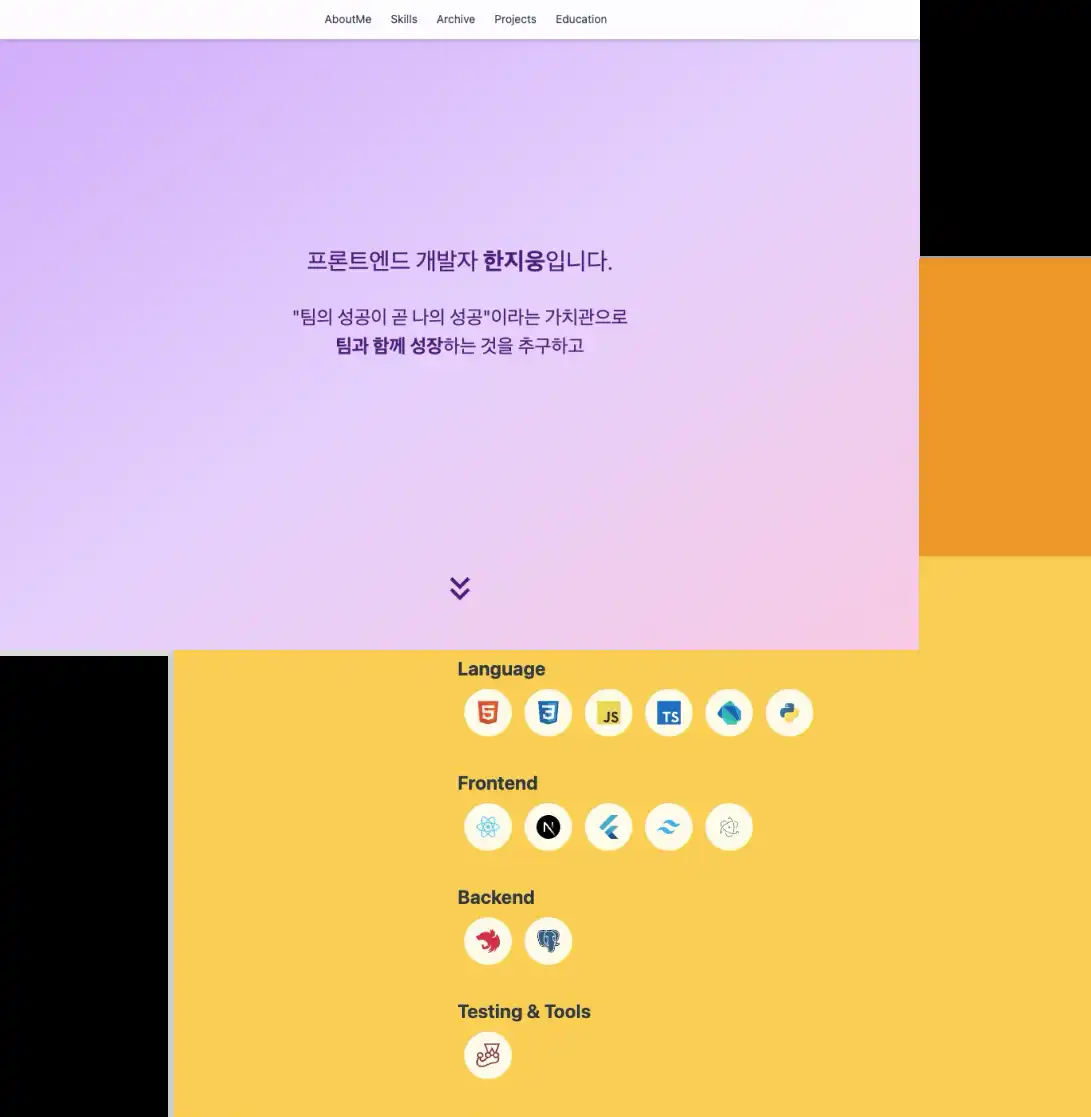 AboutMe Skills Archive Projects Education
프론트엔드 개발자 한지웅입니다.
"팀의 성공이 곧 나의 성공"이라는 가치관으로
팀과 함께 성장하는 것을 추구하고
Language
5 3 JS TS
Frontend
N
Backend
Testing & Tools